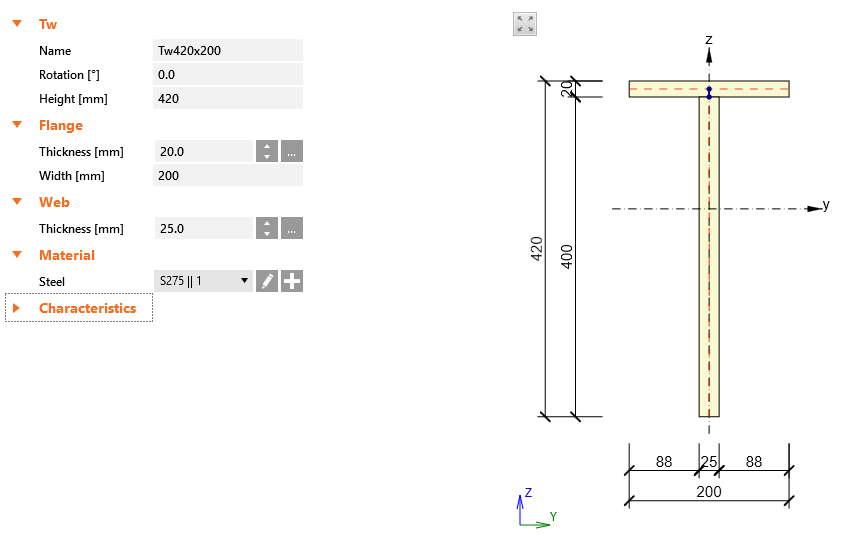 Tw
Name Tw420x200
Rotation [°] 0.0
Height [mm] 420
Flange
Thickness [mm] 20.0 ...
Width [mm] 200
Web
Thickness [mm] 25.0 ...
Material
Steel S275 || 1
Characteristics
z
20
y
420
400
88 25 88
200
Z
Y